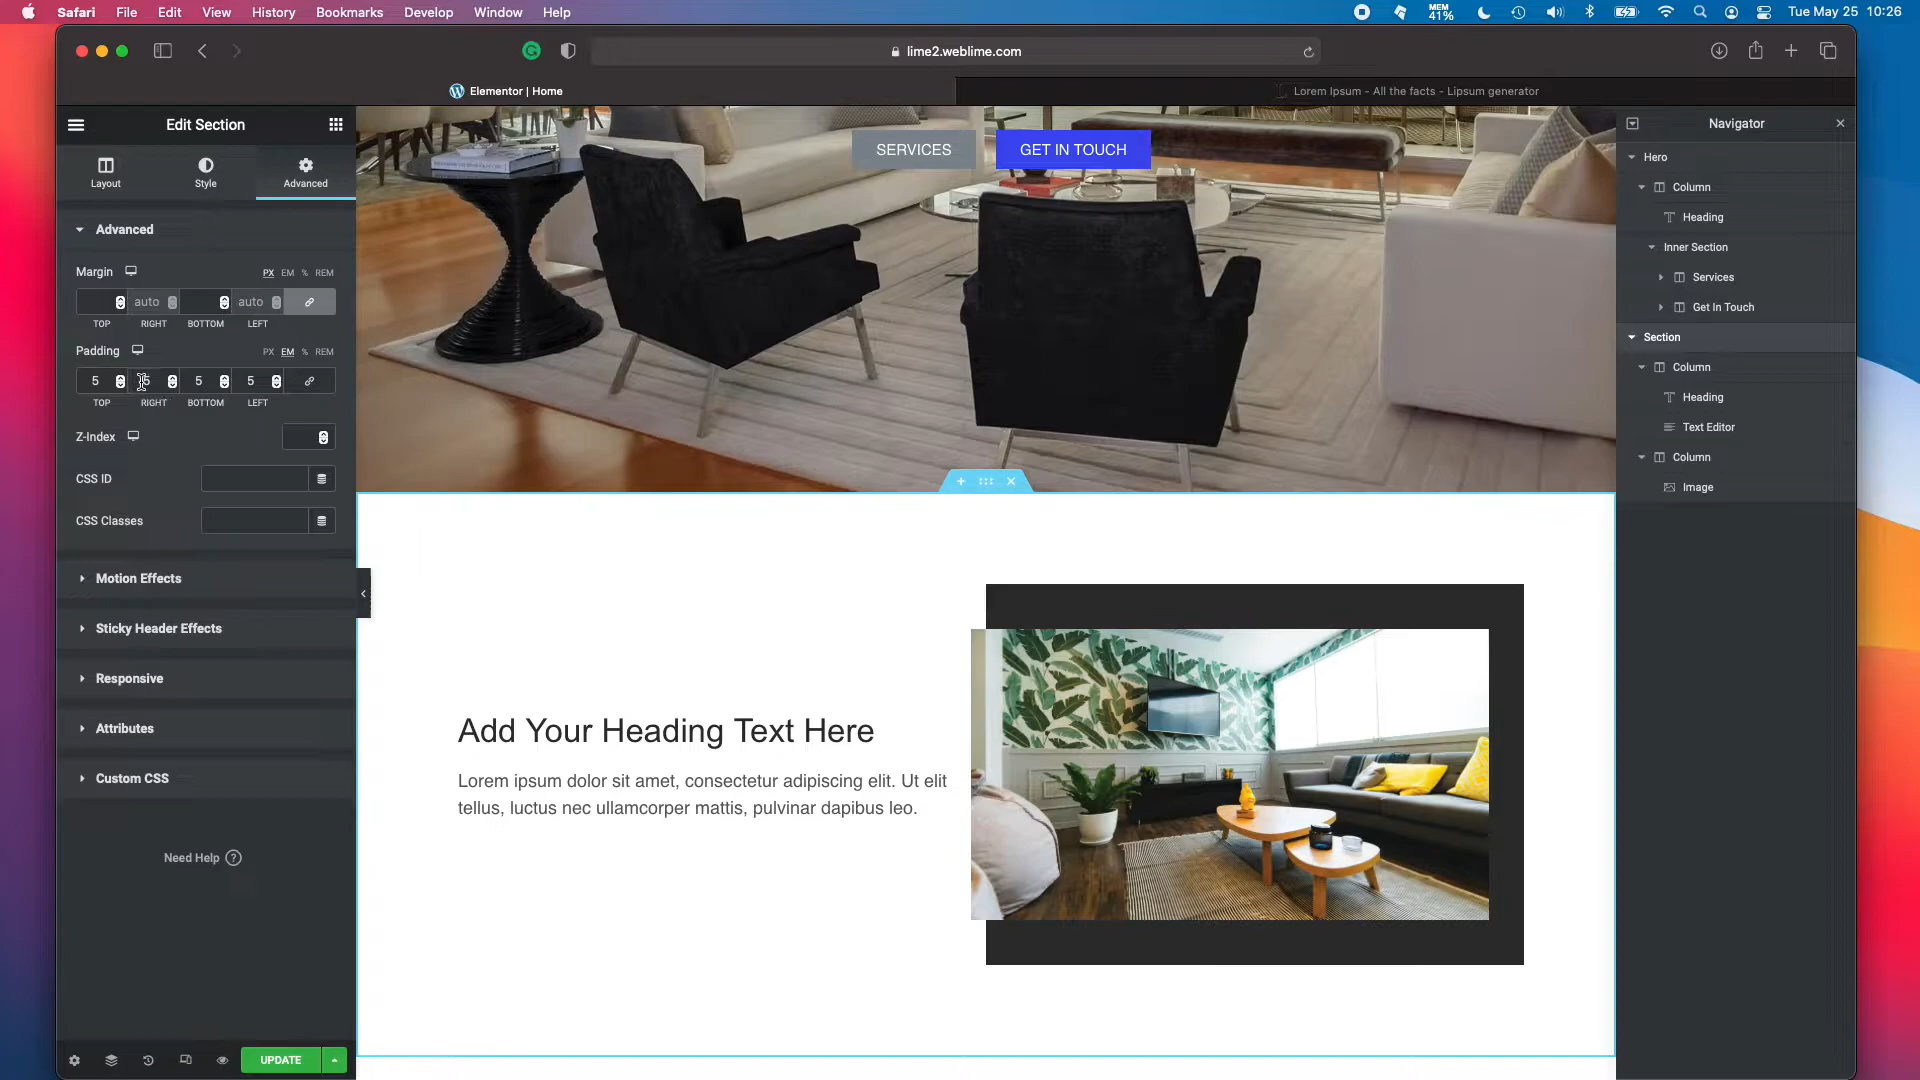 Safari File Edit View History Bookmarks Develop Window Help
MEM
41%
Tue May 25 10:26
lime2.weblime.com
Elementor | Home
Lorem Ipsum - All the facts - Lipsum generator
Edit Section
Layout
Style
Advanced
Advanced
Margin
PX EM % REM
auto
auto
TOP RIGHT BOTTOM LEFT
Padding
PX EM % REM
5 5 5 5
TOP RIGHT BOTTOM LEFT
Z-Index
CSS ID
CSS Classes
Motion Effects
Sticky Header Effects
Responsive
Attributes
Custom CSS
Need Help ?
UPDATE
SERVICES
GET IN TOUCH
Add Your Heading Text Here
Lorem ipsum dolor sit amet, consectetur adipiscing elit. Ut elit
tellus, luctus nec ullamcorper mattis, pulvinar dapibus leo.
Navigator
Hero
Column
Heading
Inner Section
Services
Get In Touch
Section
Column
Heading
Text Editor
Column
Image